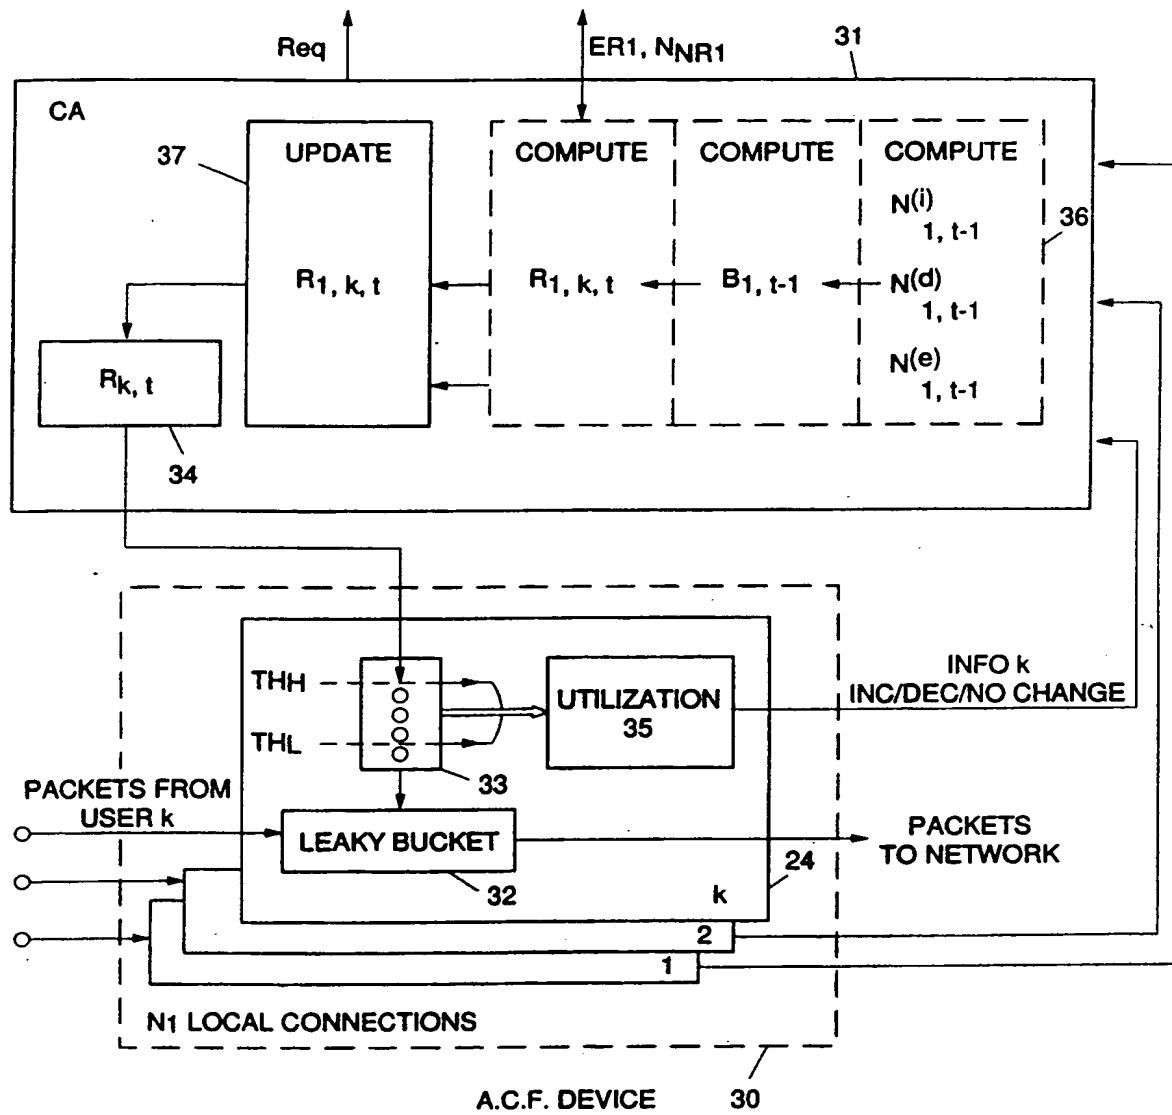 Req
ER1, NNR1
31
CA
37
UPDATE
COMPUTE
COMPUTE
COMPUTE
N(i)
1, t-1
36
R1, k, t
R1, k, t
B1, t-1
N(d)
1, t-1
N(e)
1, t-1
Rk, t
34
THH
THL
UTILIZATION
35
INFO k
INC/DEC/NO CHANGE
33
PACKETS FROM
USER k
LEAKY BUCKET
PACKETS
TO NETWORK
32
24
k
2
1
N1 LOCAL CONNECTIONS
A.C.F. DEVICE
30